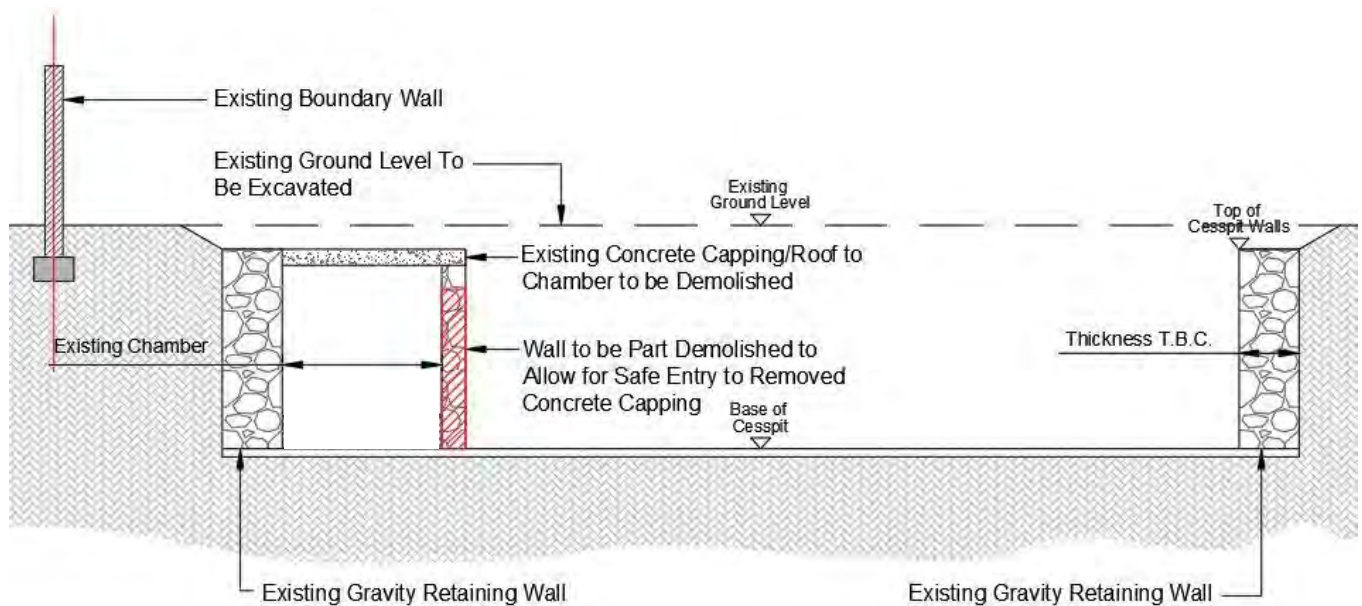 Existing Boundary Wall
Existing Ground Level To
Be Excavated
Existing
Ground Level
Top of
Cesspit Walls
Existing Concrete Capping/Roof to
Chamber to be Demolished
Existing Chamber
Thickness T.B.C.
Wall to be Part Demolished to
Allow for Safe Entry to Removed
Concrete Capping
Base of
Cesspit
Existing Gravity Retaining Wall
Existing Gravity Retaining Wall